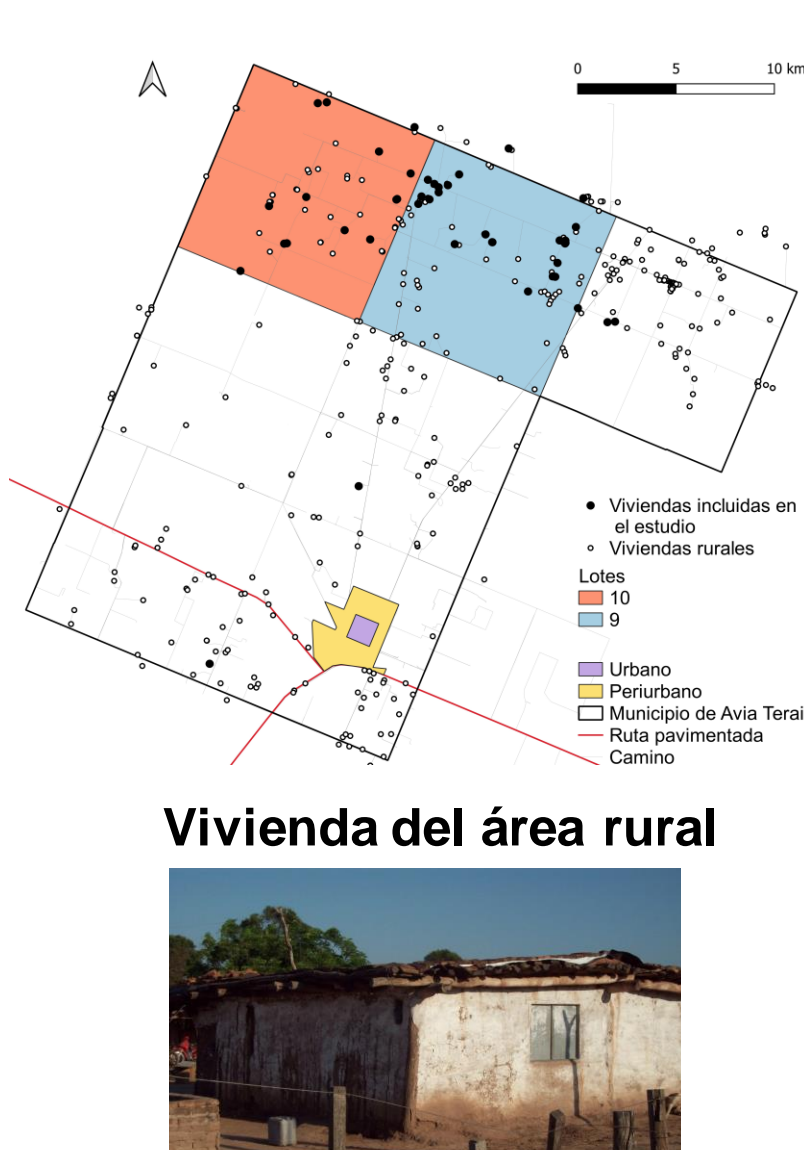 0 5 10 km
Viviendas incluidas en
el estudio
Viviendas rurales
Lotes
10
9
Urbano
Periurbano
Municipio de Avia Terai
Ruta pavimentada
Camino
Vivienda del área rural